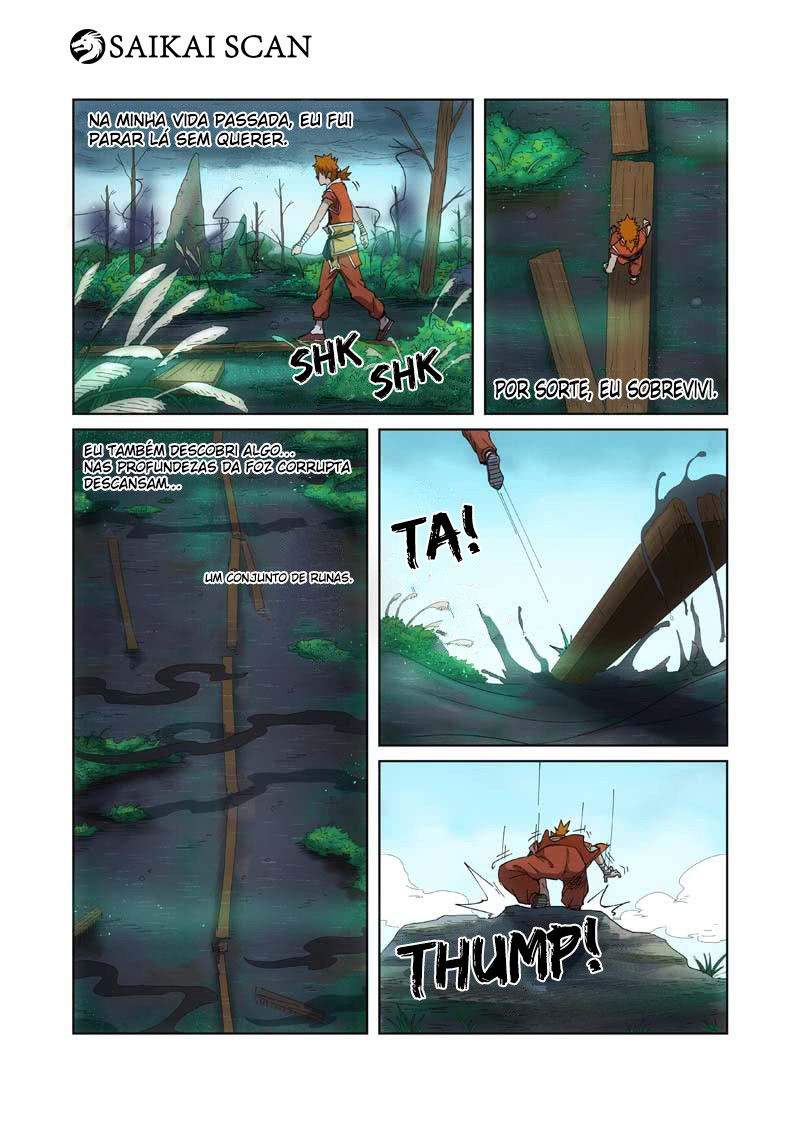 SAIKAI SCAN
NA MINHA VIDA PASSADA, EU FUI
PARAR LÁ SEM QUERER.
SHK
SHK
POR SORTE, EU SOBREVIVI.
EU TAMBÉM DESCOBRI ALGO...
NAS PROFUNDEZAS DA FOZ CORRUPTA
DESCANSAM...
UM CONJUNTO DE RUNAS.
TA!
THUMP!